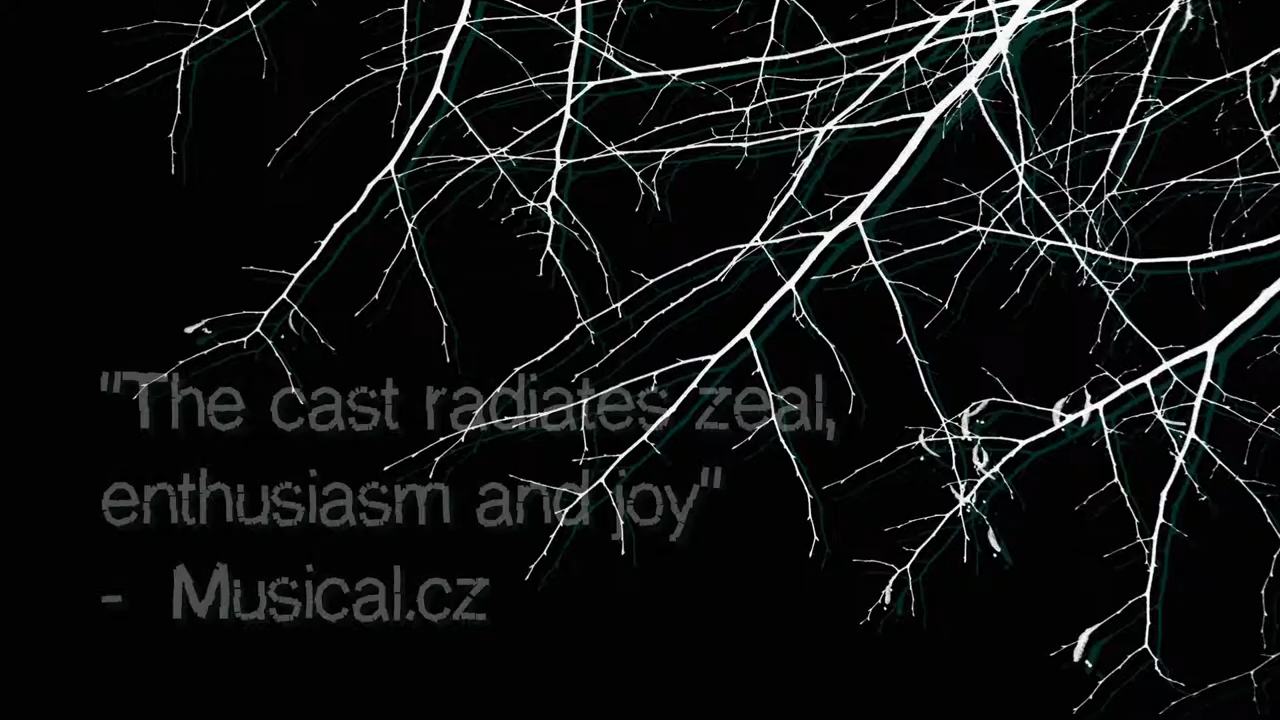 "The cast radiates zeal,
enthusiasm and joy"
- Musical.cz